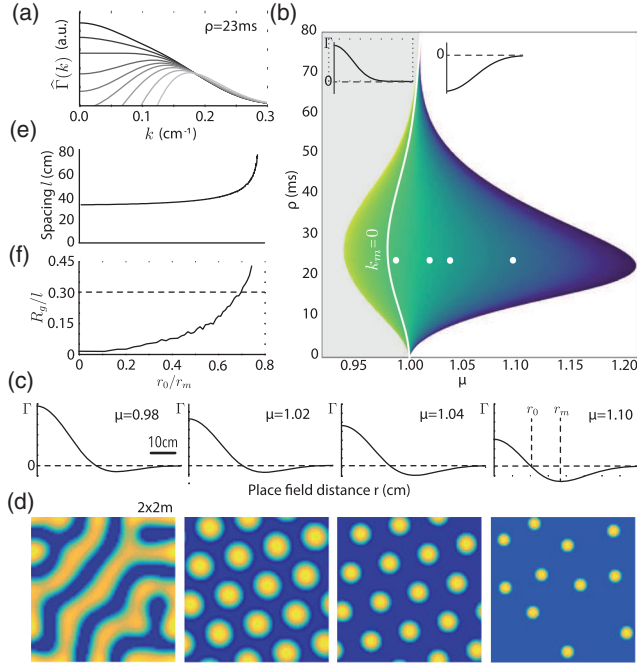 (a)
ρ=23ms
Γ̂(k) (a.u.)
0.0 0.1 0.2 0.3
k (cm⁻¹)
(b)
80
70
60
50
40
30
20
10
0
ρ (ms)
Γ
0
0
k_m=0
0.95 1.00 1.05 1.10 1.15 1.20
μ
(e)
80
60
40
20
0
Spacing l (cm)
(f)
0.45
0.30
0.15
0
R_g/l
0 0.2 0.4 0.6 0.8
r_0/r_m
(c)
Γ
0
μ=0.98
10cm
Γ
μ=1.02
Γ
μ=1.04
Γ
r_0 r_m
μ=1.10
Place field distance r (cm)
(d)
2x2m